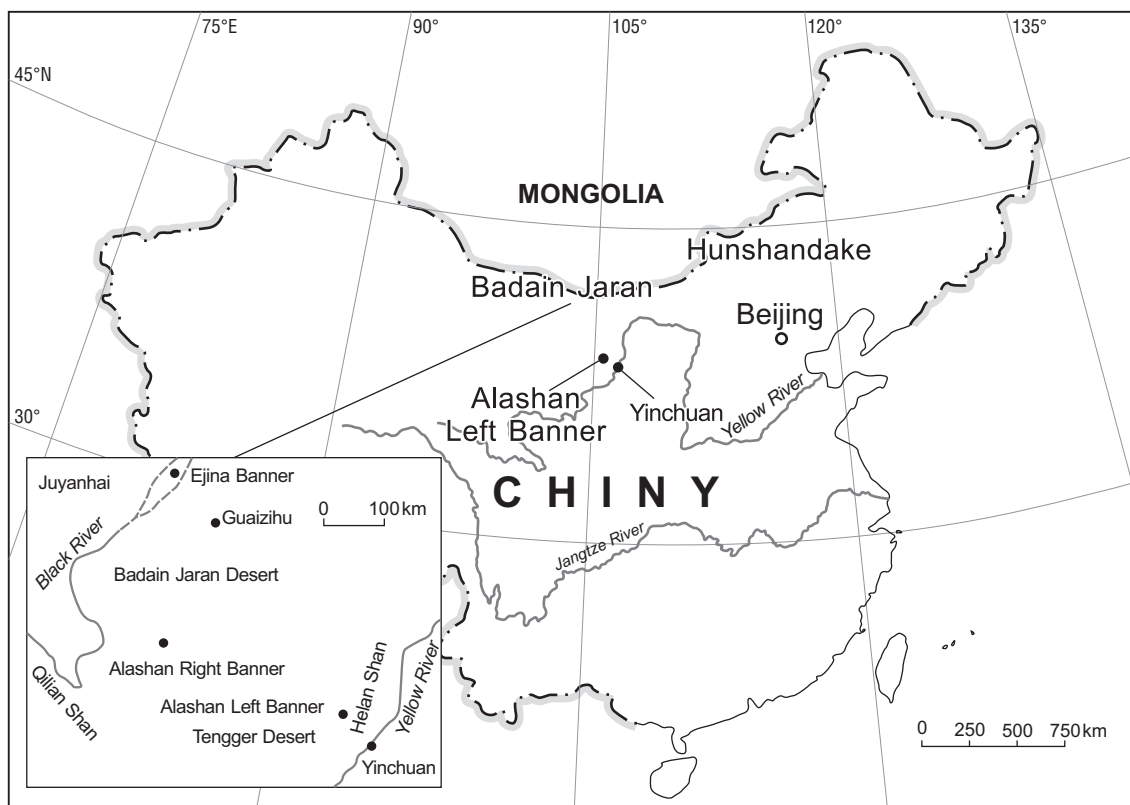 75°E
90°
105°
120°
135°
45°N
MONGOLIA
Hunshandake
Badain Jaran
Beijing
Alashan
Left Banner
Yinchuan
Yellow River
30°
CHINY
Jangtze River
Juyanhai
Ejina Banner
0 100 km
Guaizihu
Black River
Badain Jaran Desert
Alashan Right Banner
Qilian Shan
Alashan Left Banner
Helan Shan
Yellow River
Tengger Desert
Yinchuan
0 250 500 750 km